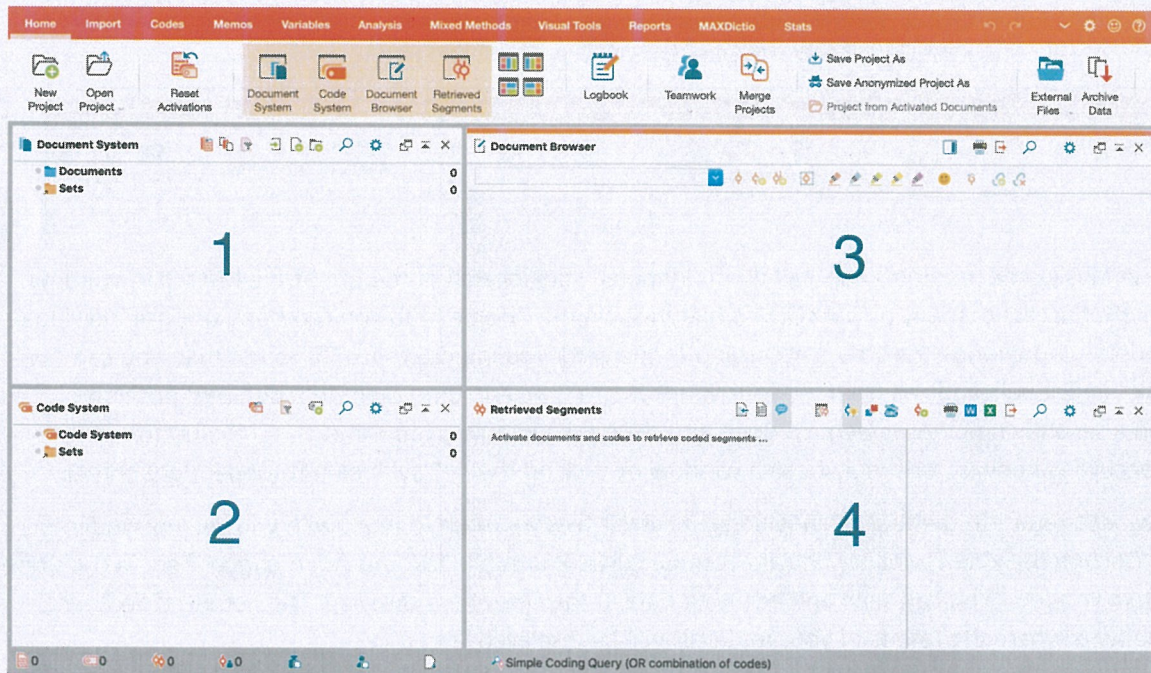 Home Import Codes Memos Variables Analysis Mixed Methods Visual Tools Reports MAXDictio Stats
New Project
Open Project
Reset Activations
Document System
Code System
Document Browser
Retrieved Segments
Logbook
Teamwork
Merge Projects
Save Project As
Save Anonymized Project As
Project from Activated Documents
External Files
Archive Data
Document System
Documents 0
Sets 0
1
Document Browser
3
Code System
Code System 0
Sets 0
2
Retrieved Segments
Activate documents and codes to retrieve coded segments ...
4
0 0 0 0 Simple Coding Query (OR combination of codes)